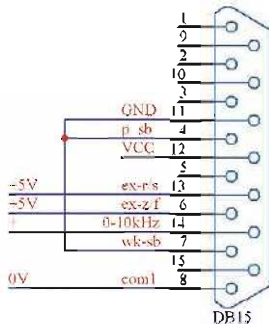 1
9
2
10
3
GND 11
p_sb 4
VCC 12
5
~5V ex-r/s 13
+5V ex-z/f 6
+ 0-10kHz 14
wk-sb 7
15
0V com1 8
DB15